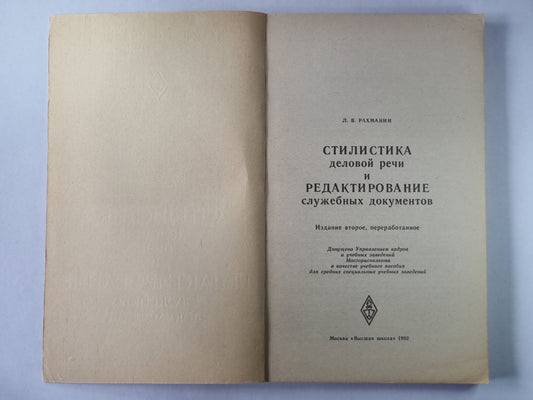 Л. В. РАХМАНИН
СТИЛИСТИКА
деловой речи
и
РЕДАКТИРОВАНИЕ
служебных документов
Издание второе, переработанное
Допущено Управлением кадров
и учебных заведений
Мосгорисполкома
в качестве учебного пособия
для средних специальных учебных заведений
Москва «Высшая школа» 1982